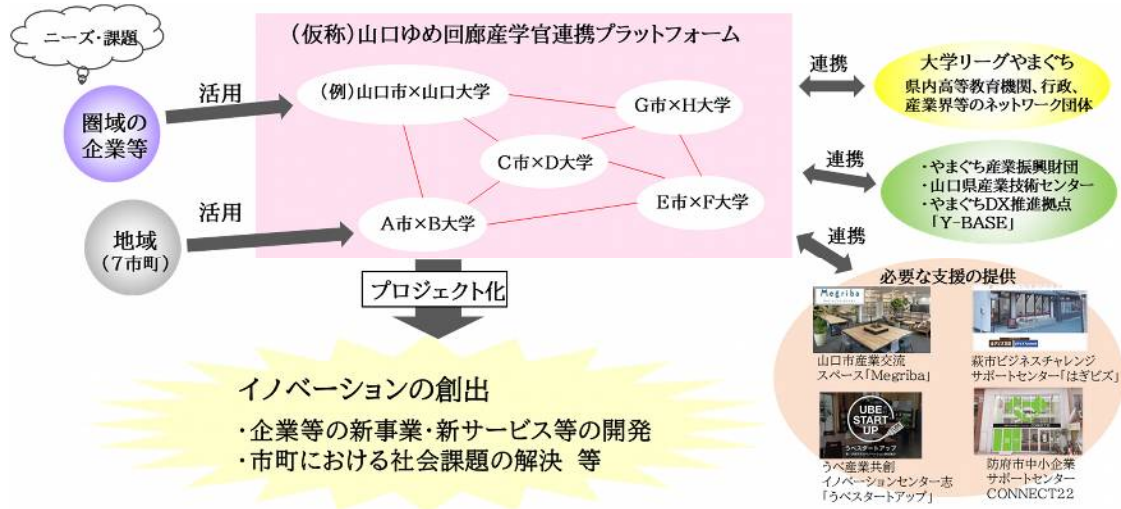 ニーズ・課題
圏域の
企業等
地域
(7市町)
活用
活用
(仮称)山口ゆめ回廊産学官連携プラットフォーム
(例)山口市×山口大学
G市×H大学
C市×D大学
E市×F大学
A市×B大学
プロジェクト化
イノベーションの創出
・企業等の新事業・新サービス等の開発
・市町における社会課題の解決 等
連携
大学リーグやまぐち
県内高等教育機関、行政、
産業界等のネットワーク団体
連携
・やまぐち産業振興財団
・山口県産業技術センター
・やまぐちDX推進拠点
「Y-BASE」
連携
必要な支援の提供
Megriba
山口市産業交流
スペース「Megriba」
萩市ビジネスチャレンジ
サポートセンター「はぎビズ」
UBE
START
UP
うべスタートアップ
うべ産業共創
イノベーションセンター志
「うべスタートアップ」
防府市中小企業
サポートセンター
CONNECT22